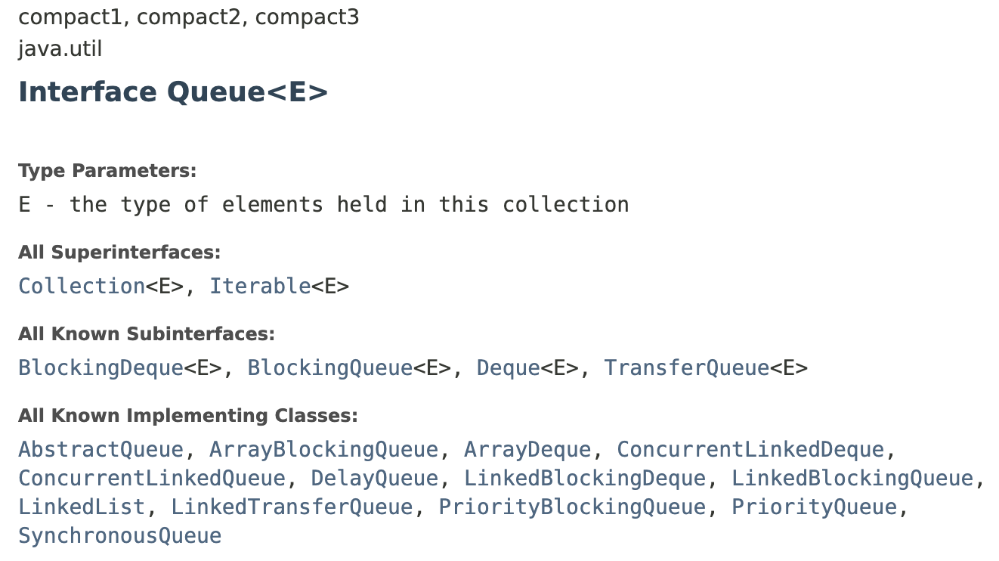 compact1, compact2, compact3
java.util
Interface Queue<E>
Type Parameters:
E - the type of elements held in this collection
All Superinterfaces:
Collection<E>, Iterable<E>
All Known Subinterfaces:
BlockingDeque<E>, BlockingQueue<E>, Deque<E>, TransferQueue<E>
All Known Implementing Classes:
AbstractQueue, ArrayBlockingQueue, ArrayDeque, ConcurrentLinkedDeque,
ConcurrentLinkedQueue, DelayQueue, LinkedBlockingDeque, LinkedBlockingQueue,
LinkedList, LinkedTransferQueue, PriorityBlockingQueue, PriorityQueue,
SynchronousQueue